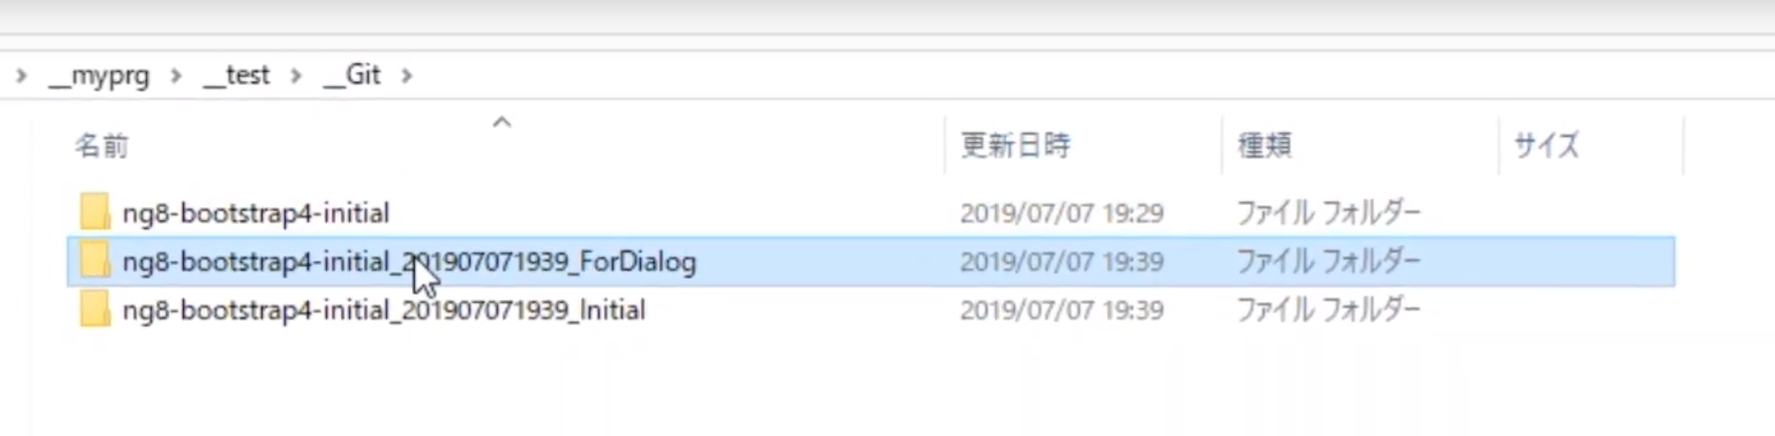 __myprg > __test > __Git >
名前 更新日時 種類 サイズ
ng8-bootstrap4-initial 2019/07/07 19:29 ファイル フォルダー
ng8-bootstrap4-initial_201907071939_ForDialog 2019/07/07 19:39 ファイル フォルダー
ng8-bootstrap4-initial_201907071939_Initial 2019/07/07 19:39 ファイル フォルダー